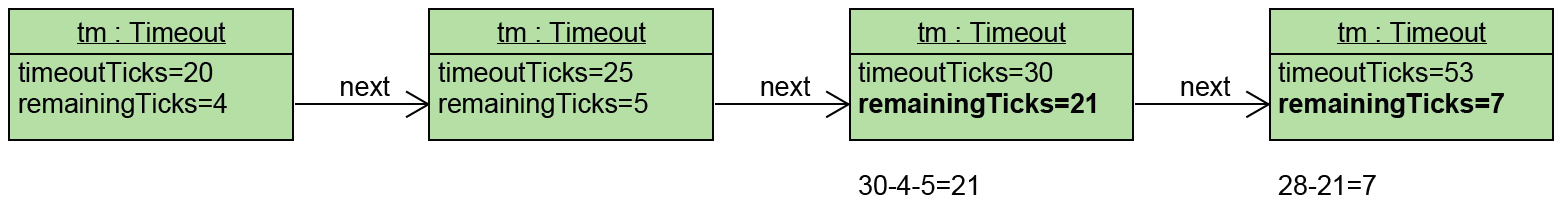 tm : Timeout
timeoutTicks=20
remainingTicks=4
next
tm : Timeout
timeoutTicks=25
remainingTicks=5
next
tm : Timeout
timeoutTicks=30
remainingTicks=21
30-4-5=21
next
tm : Timeout
timeoutTicks=53
remainingTicks=7
28-21=7